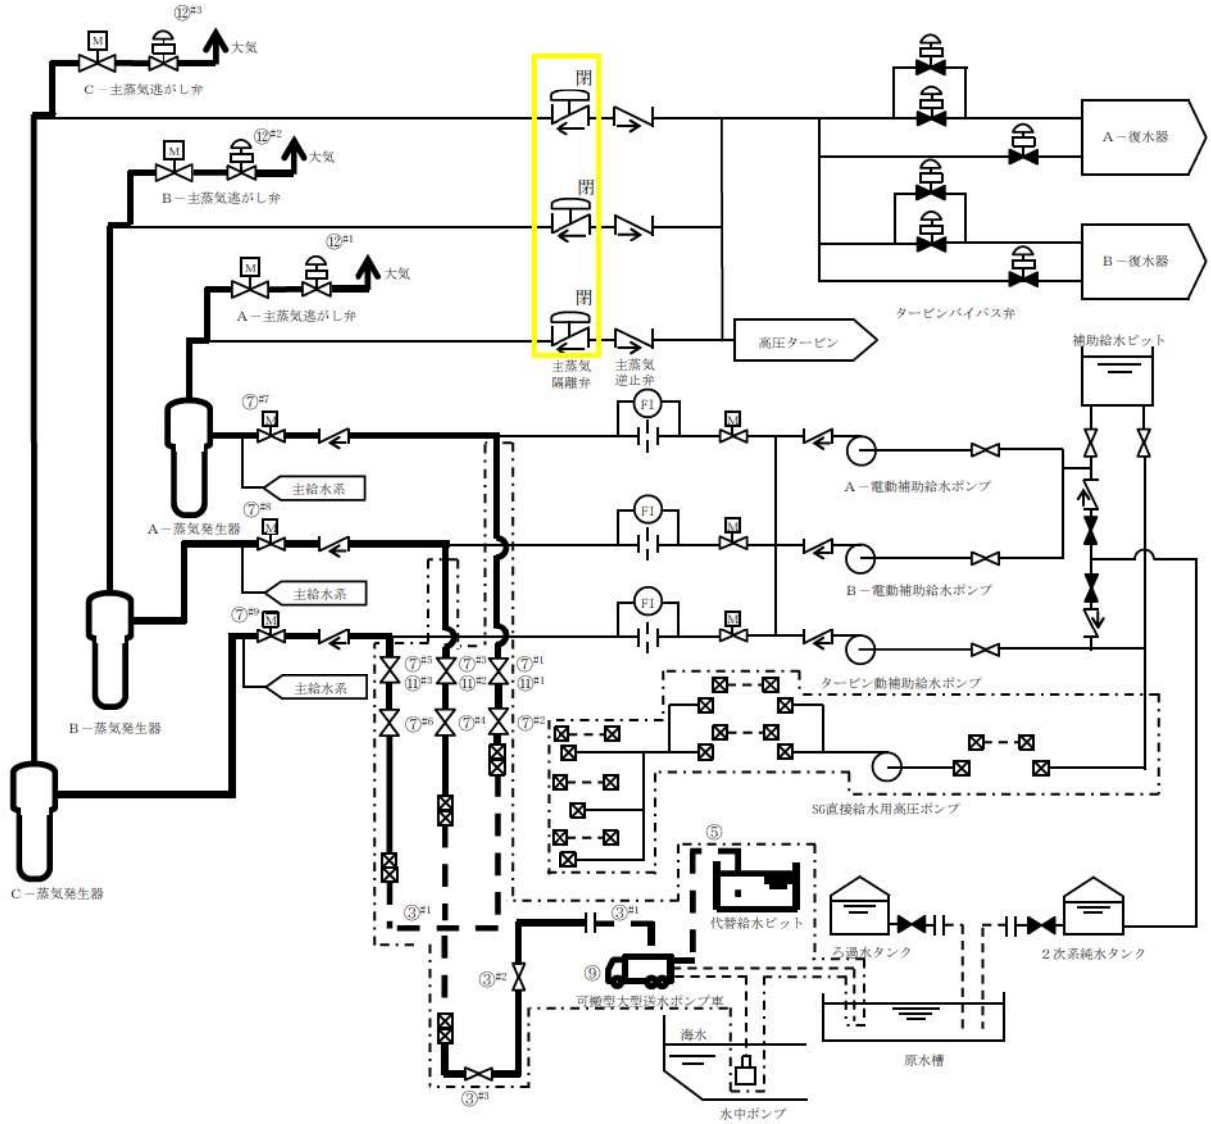 ⑫#3
M
大気
C－主蒸気逃がし弁
閉
A－復水器
⑫#2
M
大気
B－主蒸気逃がし弁
閉
⑫#1
M
大気
A－主蒸気逃がし弁
閉
B－復水器
タービンバイパス弁
高圧タービン
主蒸気
隔離弁
主蒸気
逆止弁
補助給水ピット
⑦#7
M
FI
M
主給水系
A－電動補助給水ポンプ
A－蒸気発生器
⑦#8
M
FI
M
主給水系
B－電動補助給水ポンプ
⑦#9
M
FI
M
主給水系
タービン動補助給水ポンプ
⑦#5
⑪#3
⑦#3
⑪#2
⑦#1
⑪#1
⑦#6
⑦#4
⑦#2
B－蒸気発生器
SG直接給水用高圧ポンプ
C－蒸気発生器
⑤
代替給水ピット
③#1
③#1
ろ過水タンク
2次系純水タンク
③#2
⑨
可搬型大型送水ポンプ車
海水
原水槽
③#3
水中ポンプ